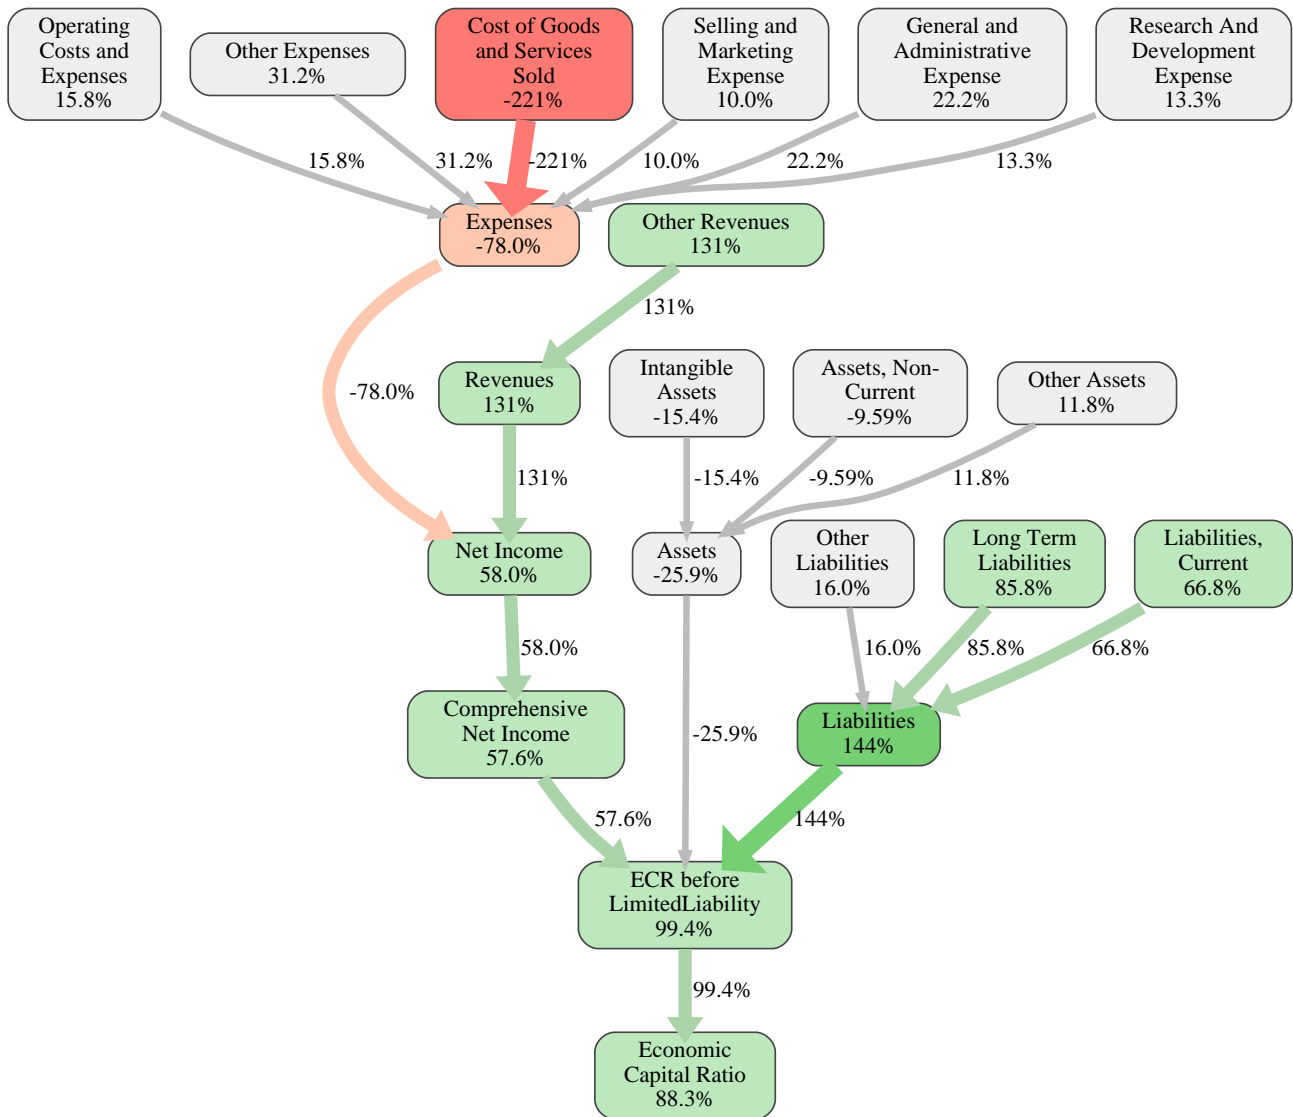 Operating
Costs and
Expenses
15.8%
Other Expenses
31.2%
Cost of Goods
and Services
Sold
-221%
Selling and
Marketing
Expense
10.0%
General and
Administrative
Expense
22.2%
Research And
Development
Expense
13.3%
15.8%
31.2%
-221%
10.0%
22.2%
13.3%
Expenses
-78.0%
Other Revenues
131%
131%
-78.0%
Revenues
131%
Intangible
Assets
-15.4%
Assets, Non-
Current
-9.59%
Other Assets
11.8%
131%
-15.4%
-9.59%
11.8%
Net Income
58.0%
Assets
-25.9%
Other
Liabilities
16.0%
Long Term
Liabilities
85.8%
Liabilities,
Current
66.8%
58.0%
16.0%
85.8%
66.8%
Comprehensive
Net Income
57.6%
-25.9%
Liabilities
144%
57.6%
144%
ECR before
LimitedLiability
99.4%
99.4%
Economic
Capital Ratio
88.3%